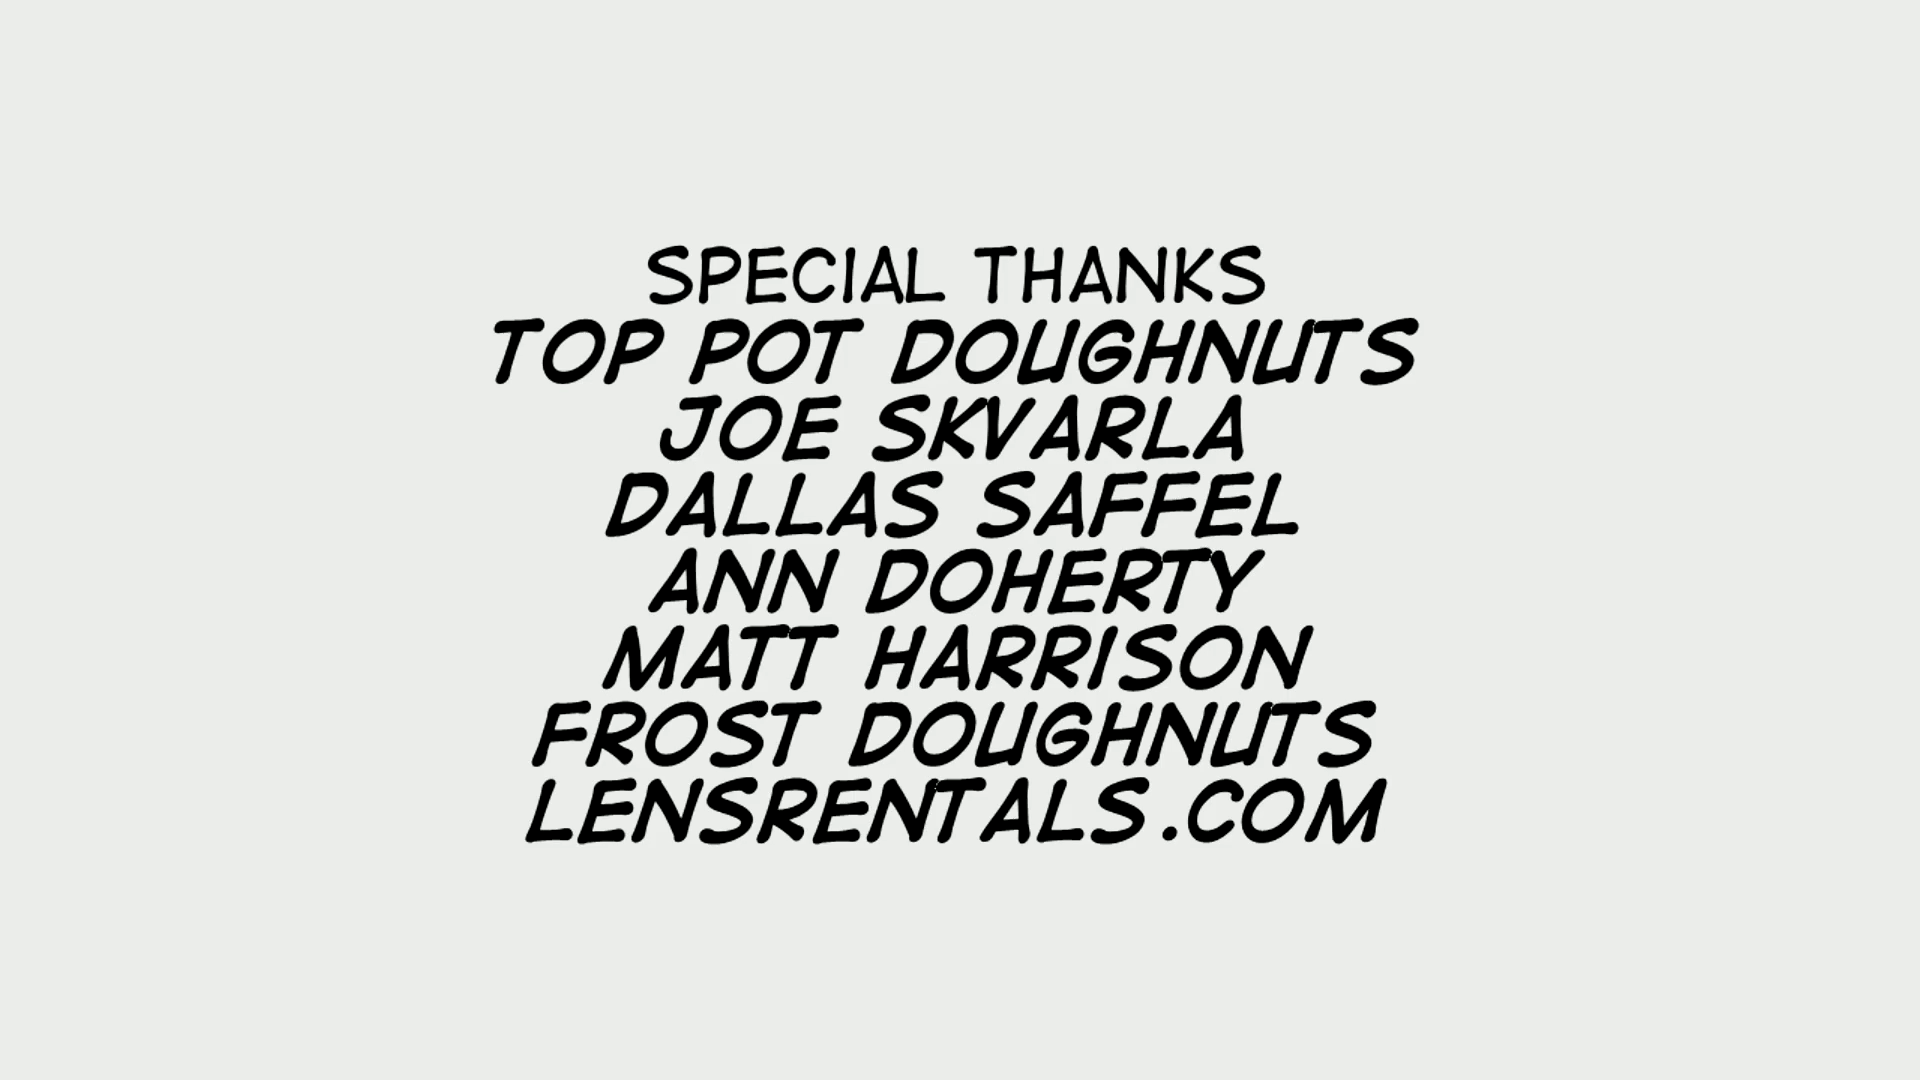 SPECIAL THANKS
TOP POT DOUGHNUTS
JOE SKVARLA
DALLAS SAFFEL
ANN DOHERTY
MATT HARRISON
FROST DOUGHNUTS
LENSRENTALS.COM